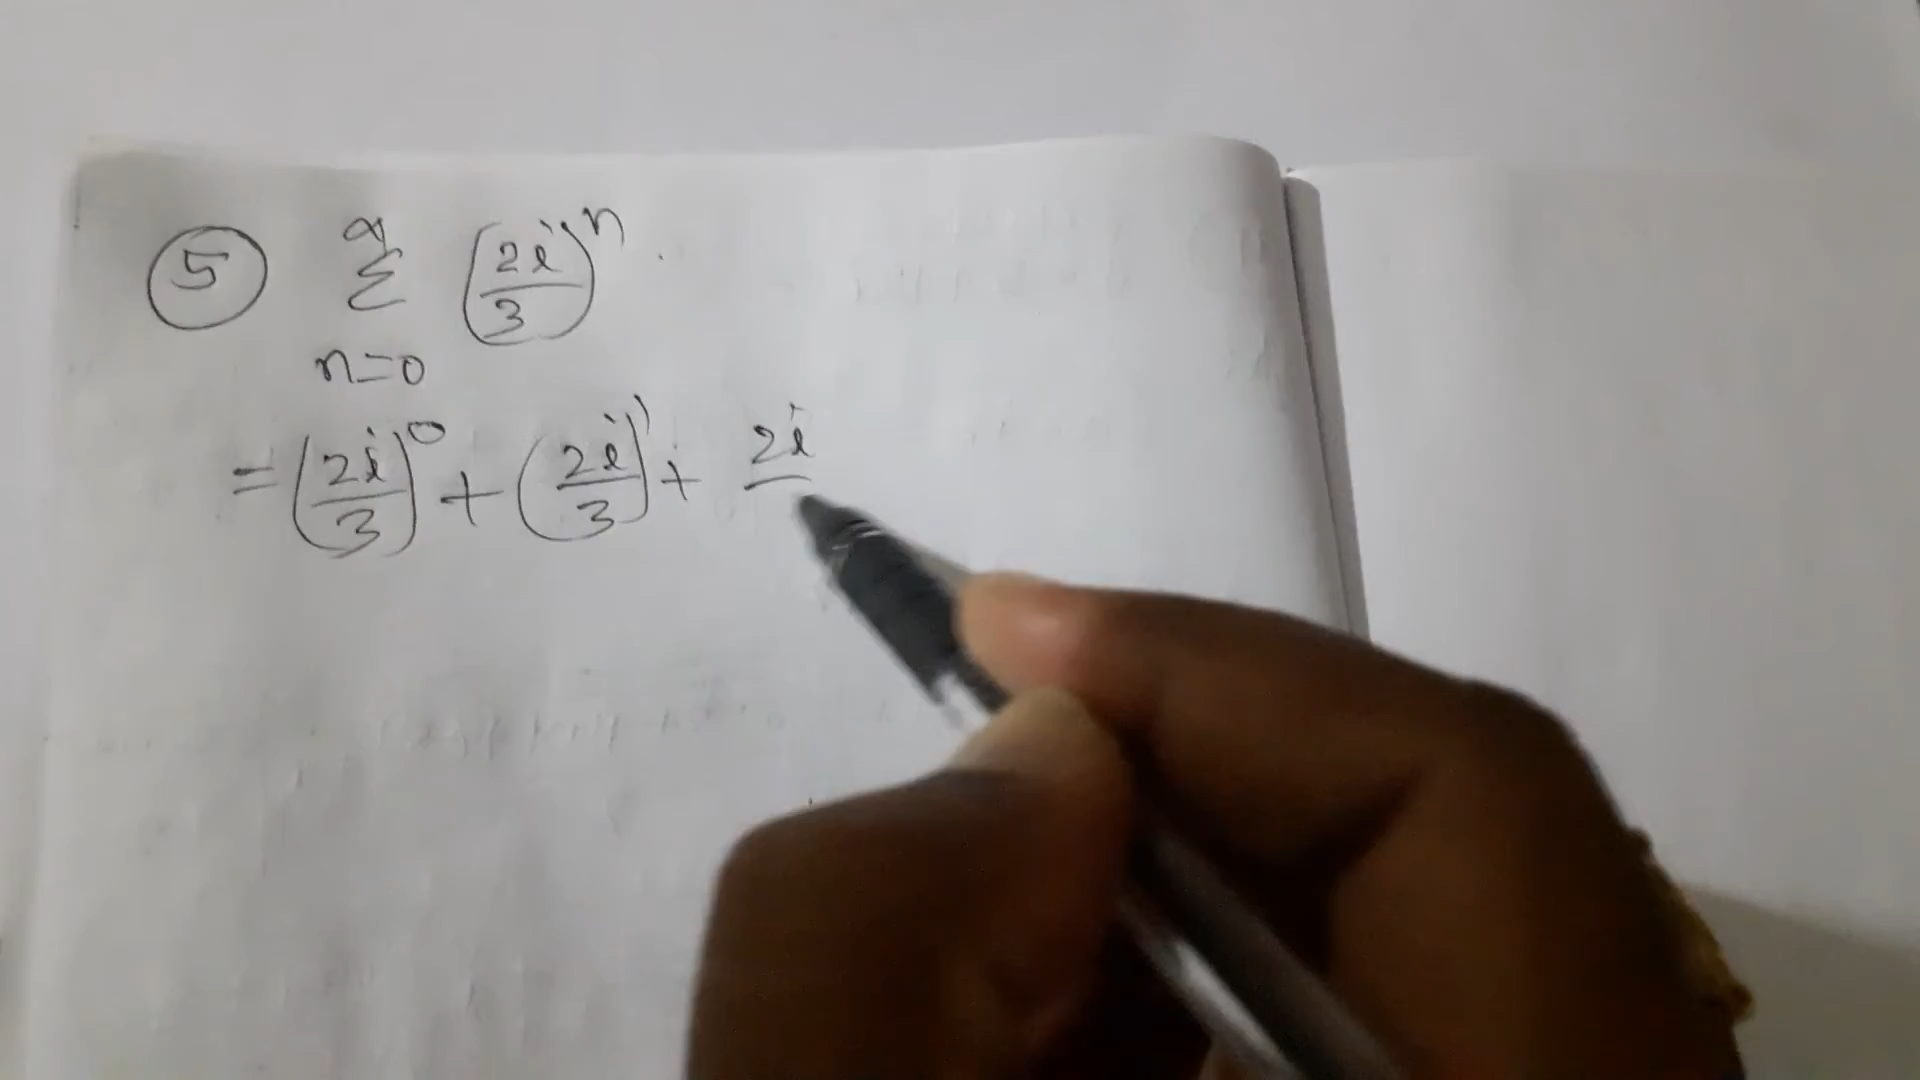 5 ∞ Σ n=0 (2i/3)^n.
= (2i/3)^0 + (2i/3)^1 + 2i